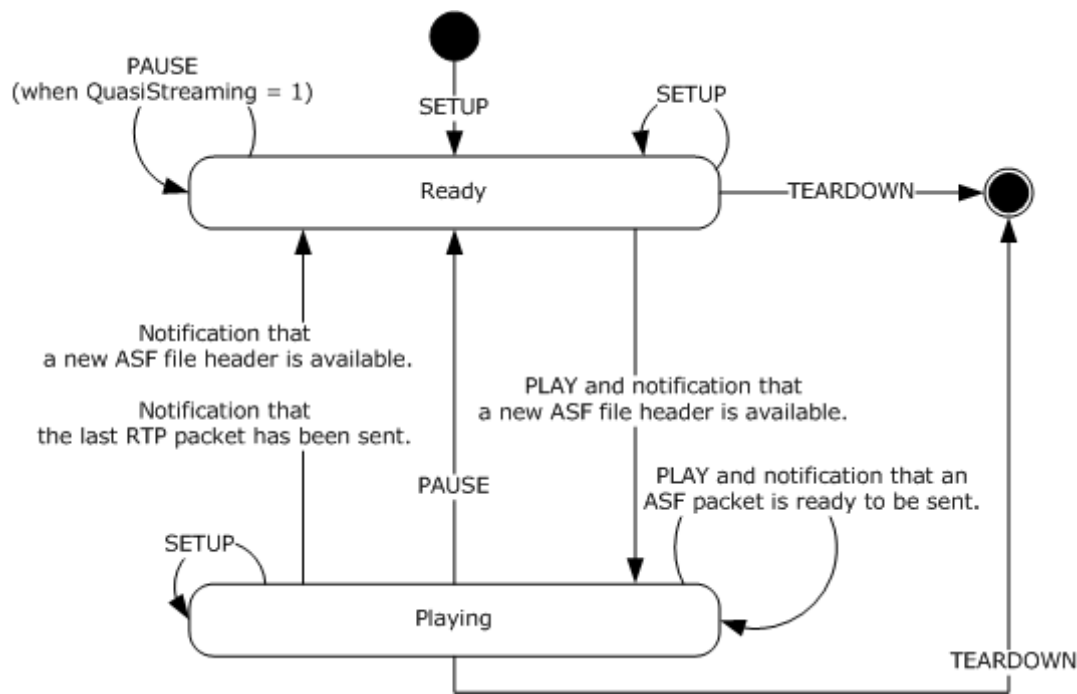 PAUSE
(when QuasiStreaming = 1)
SETUP
SETUP
Ready
TEARDOWN
Notification that
a new ASF file header is available.
Notification that
the last RTP packet has been sent.
PLAY and notification that
a new ASF file header is available.
PAUSE
PLAY and notification that an
ASF packet is ready to be sent.
SETUP
Playing
TEARDOWN